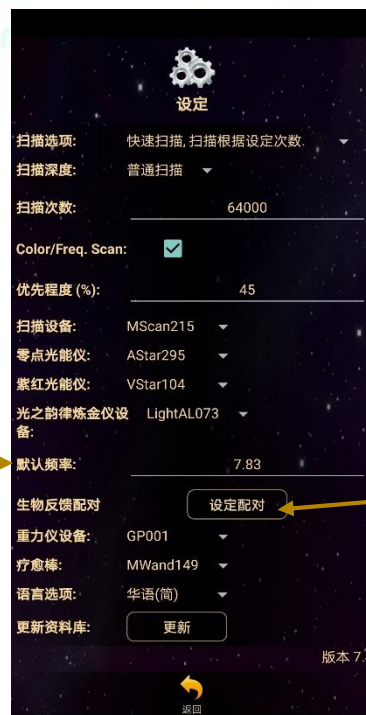 设定
扫描选项: 快速扫描, 扫描根据设定次数.
扫描深度: 普通扫描
扫描次数: 64000
Color/Freq. Scan:
优先程度 (%): 45
扫描设备: MScan215
零点光能仪: AStar295
紫红光能仪: VStar104
光之韵律炼金仪设 LightAL073
备:
默认频率: 7.83
生物反馈配对 设定配对
重力仪设备: GP001
疗愈棒: MWand149
语言选项: 华语(简)
更新资料库: 更新
版本 7.
返回